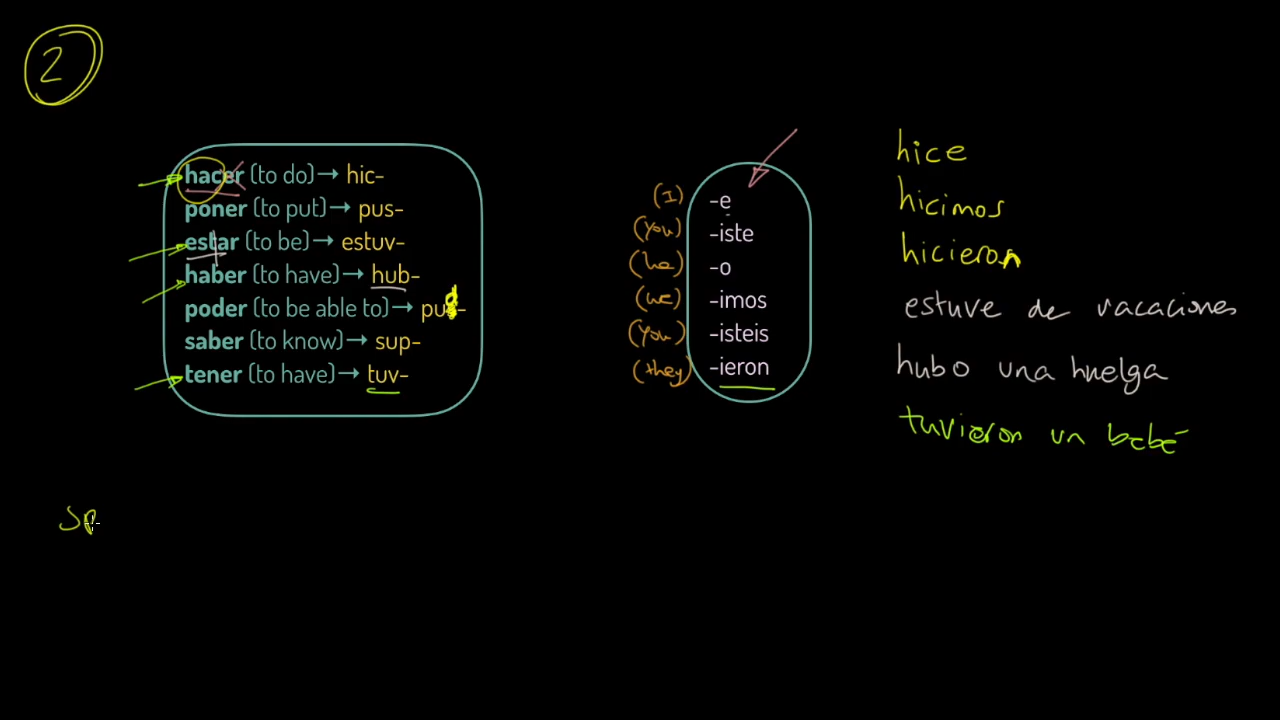 2
hacer (to do)→ hic-
poner (to put)→ pus-
estar (to be)→ estuv-
haber (to have)→ hub-
poder (to be able to)→ pud-
saber (to know)→ sup-
tener (to have)→ tuv-
(I) -e
(you) -iste
(he) -o
(we) -imos
(you) -isteis
(they) -ieron
hice
hicimos
hicieron
estuve de vacaciones
hubo una huelga
tuvieron un bebé